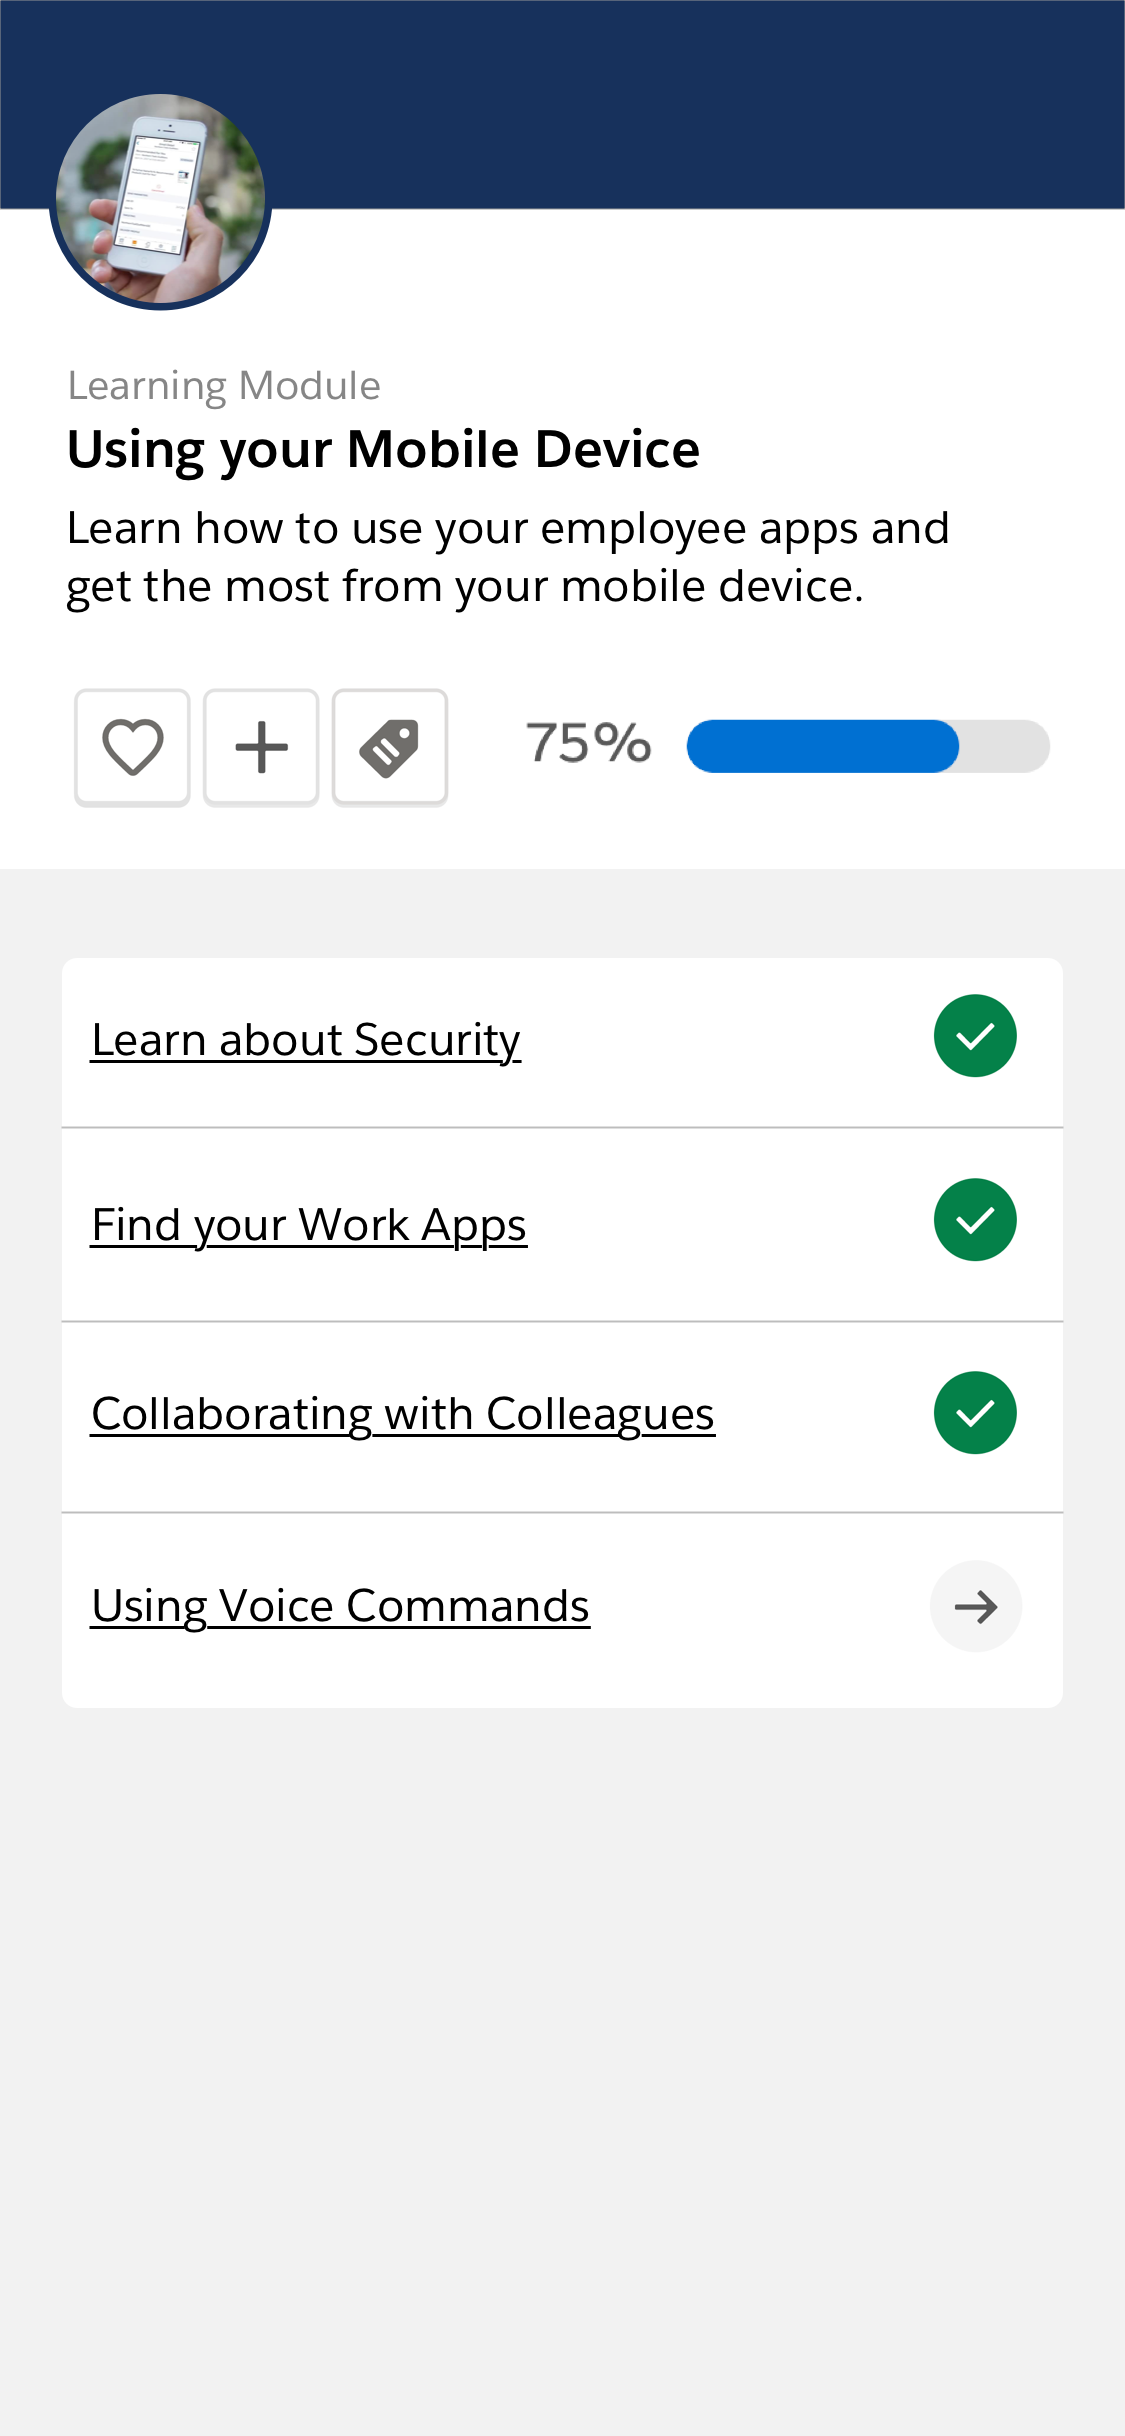 Learning Module
Using your Mobile Device
Learn how to use your employee apps and
get the most from your mobile device.
75%
Learn about Security
Find your Work Apps
Collaborating with Colleagues
Using Voice Commands